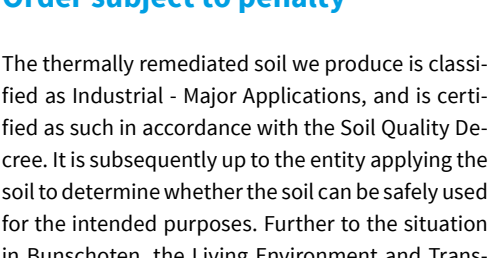 Order subject to penalty
The thermally remediated soil we produce is classi-
fied as Industrial - Major Applications, and is certi-
fied as such in accordance with the Soil Quality De-
cree. It is subsequently up to the entity applying the
soil to determine whether the soil can be safely used
for the intended purposes. Further to the situation
in Bunschoten, the Living Environment and Trans-